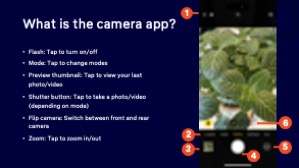 What is the camera app?
• Flash: Tap to turn on/off
• Mode: Tap to change modes
• Preview thumbnail: Tap to view your last
photo/video
• Shutter button: Tap to take a photo/video
(depending on mode)
• Flip camera: Switch between front and rear
camera
• Zoom: Tap to zoom in/out
1
6
2
3
5
4